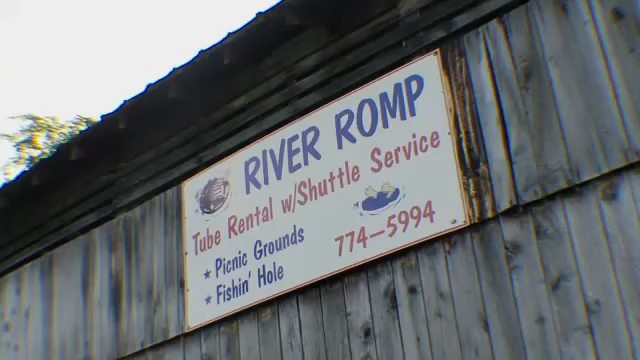 RIVER ROMP
Tube Rental w/Shuttle Service
★ Picnic Grounds
★ Fishin' Hole
774-5994